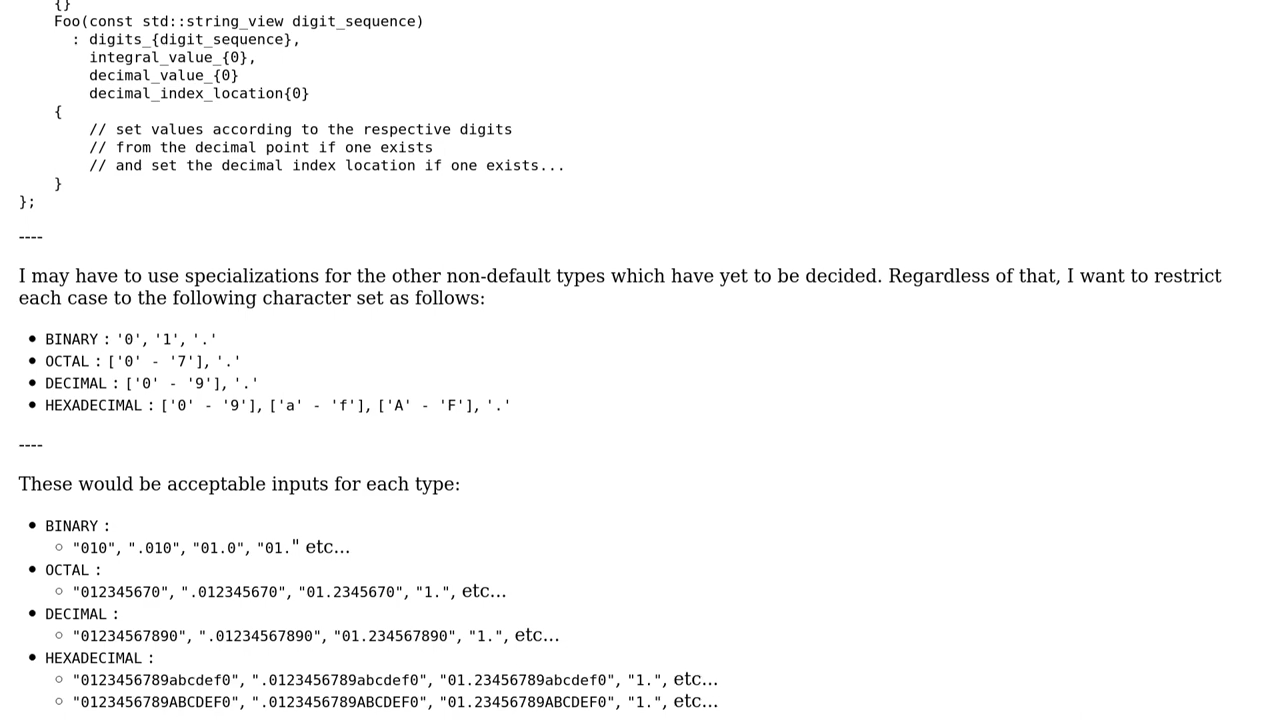 {}
Foo(const std::string_view digit_sequence)
: digits_{digit_sequence},
integral_value_{0},
decimal_value_{0}
decimal_index_location{0}
{
// set values according to the respective digits
// from the decimal point if one exists
// and set the decimal index location if one exists...
}
};
----
I may have to use specializations for the other non-default types which have yet to be decided. Regardless of that, I want to restrict
each case to the following character set as follows:
• BINARY : '0', '1', '.'
• OCTAL : ['0' - '7'], '.'
• DECIMAL : ['0' - '9'], '.'
• HEXADECIMAL : ['0' - '9'], ['a' - 'f'], ['A' - 'F'], '.'
----
These would be acceptable inputs for each type:
• BINARY :
◦ "010", ".010", "01.0", "01." etc...
• OCTAL :
◦ "012345670", ".012345670", "01.2345670", "1.", etc...
• DECIMAL :
◦ "01234567890", ".01234567890", "01.234567890", "1.", etc...
• HEXADECIMAL :
◦ "0123456789abcdef0", ".0123456789abcdef0", "01.23456789abcdef0", "1.", etc...
◦ "0123456789ABCDEF0", ".0123456789ABCDEF0", "01.23456789ABCDEF0", "1.", etc...